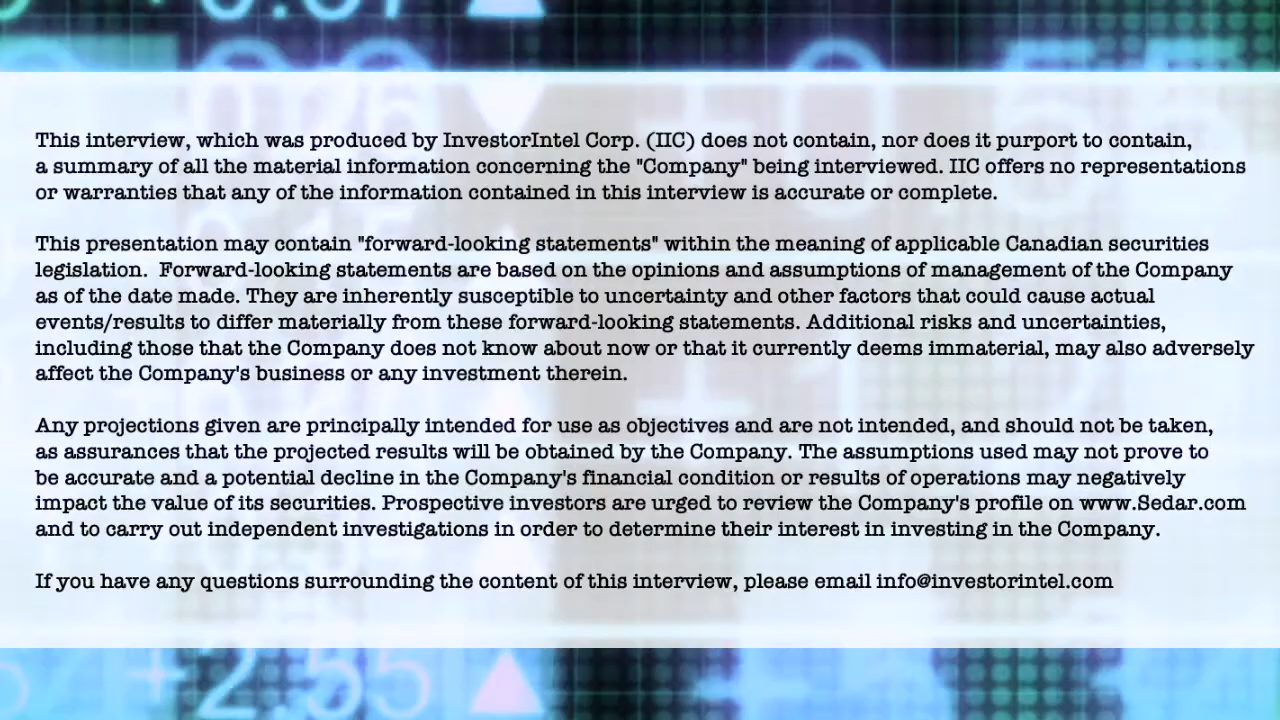 This interview, which was produced by InvestorIntel Corp. (IIC) does not contain, nor does it purport to contain,
a summary of all the material information concerning the "Company" being interviewed. IIC offers no representations
or warranties that any of the information contained in this interview is accurate or complete.
This presentation may contain "forward-looking statements" within the meaning of applicable Canadian securities
legislation.  Forward-looking statements are based on the opinions and assumptions of management of the Company
as of the date made. They are inherently susceptible to uncertainty and other factors that could cause actual
events/results to differ materially from these forward-looking statements. Additional risks and uncertainties,
including those that the Company does not know about now or that it currently deems immaterial, may also adversely
affect the Company's business or any investment therein.
Any projections given are principally intended for use as objectives and are not intended, and should not be taken,
as assurances that the projected results will be obtained by the Company. The assumptions used may not prove to
be accurate and a potential decline in the Company's financial condition or results of operations may negatively
impact the value of its securities. Prospective investors are urged to review the Company's profile on www.Sedar.com
and to carry out independent investigations in order to determine their interest in investing in the Company.
If you have any questions surrounding the content of this interview, please email info@investorintel.com
+2.55